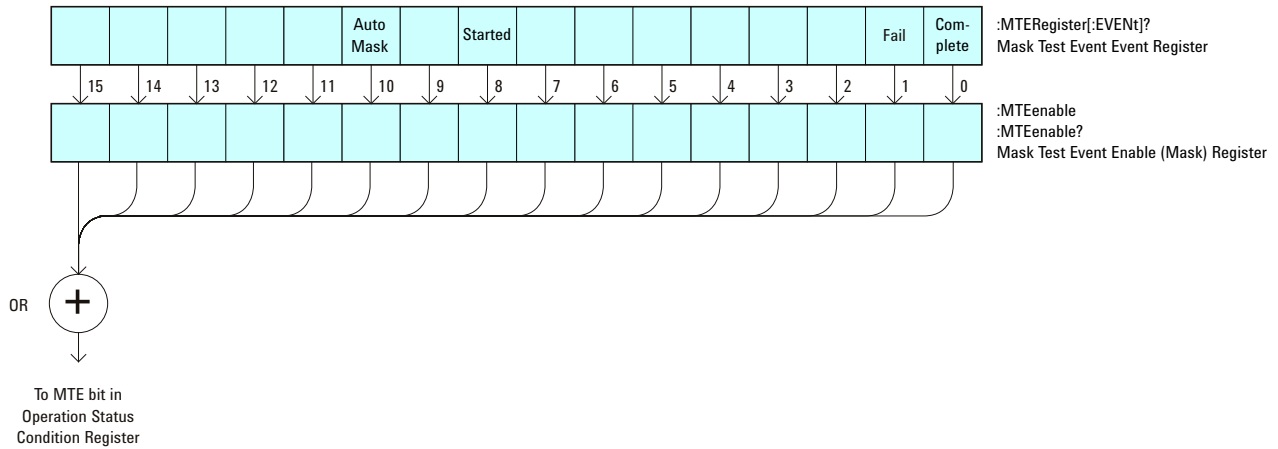 Auto
Mask
Started
Fail
Com-
plete
:MTERegister[:EVENt]?
Mask Test Event Event Register
15 14 13 12 11 10 9 8 7 6 5 4 3 2 1 0
:MTEenable
:MTEenable?
Mask Test Event Enable (Mask) Register
OR
+
To MTE bit in
Operation Status
Condition Register